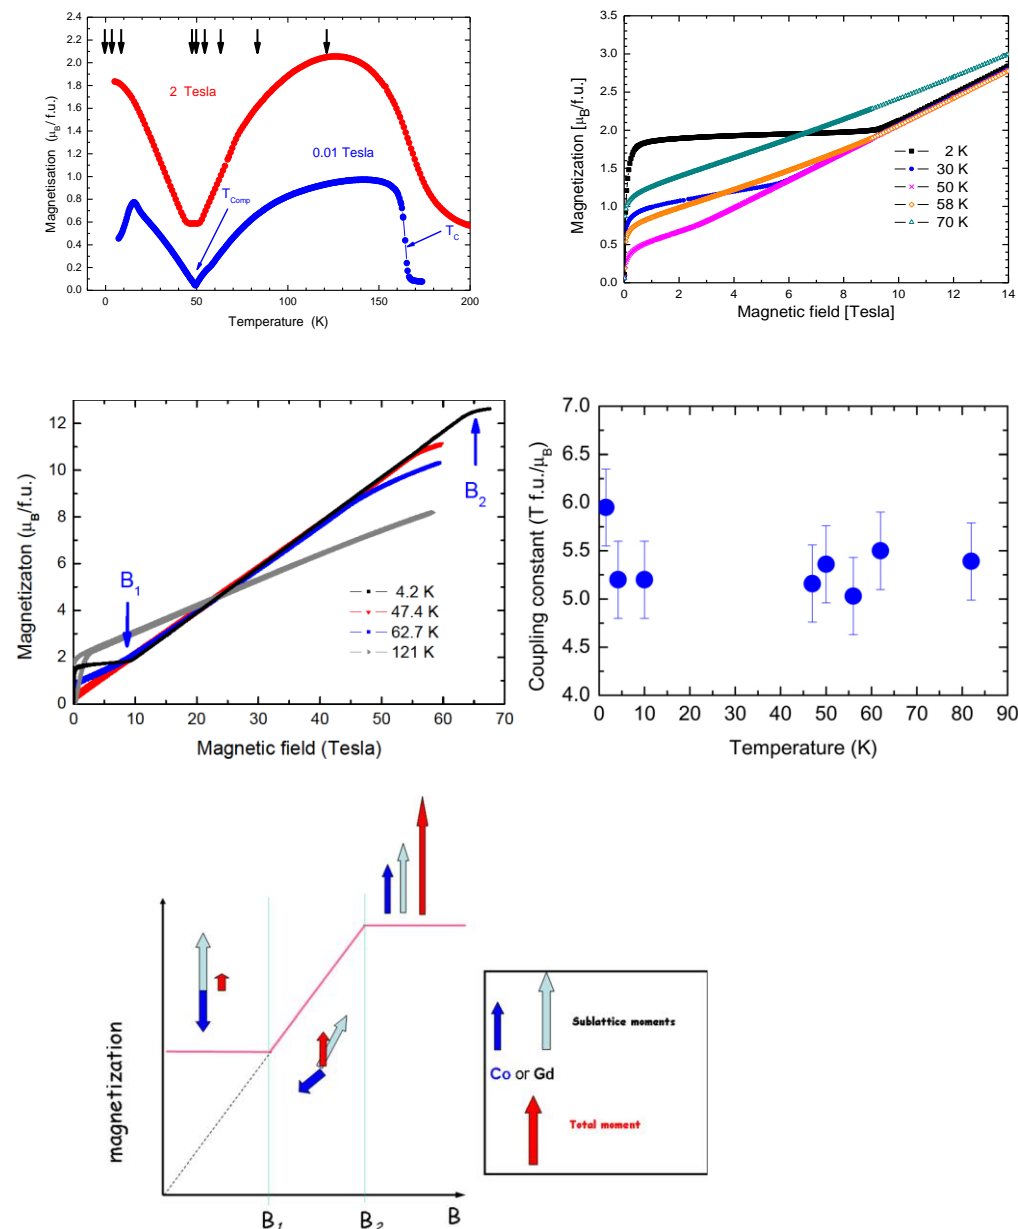 2.4
2.2
2.0
1.8
1.6
1.4
1.2
1.0
0.8
0.6
0.4
0.2
0.0
Magnetisation (μB/ f.u.)
2 Tesla
0.01 Tesla
TComp
TC
0 50 100 150 200
Temperature (K)
3.5
3.0
2.5
2.0
1.5
1.0
0.5
0.0
Magnetization [μB/f.u.]
2 K
30 K
50 K
58 K
70 K
0 2 4 6 8 10 12 14
Magnetic field [Tesla]
12
10
8
6
4
2
0
Magnetizaton (μB/f.u.)
B1
B2
4.2 K
47.4 K
62.7 K
121 K
0 10 20 30 40 50 60 70
Magnetic field (Tesla)
7.0
6.5
6.0
5.5
5.0
4.5
4.0
Coupling constant (T f.u./μB)
0 10 20 30 40 50 60 70 80 90
Temperature (K)
magnetization
B1 B2 B
Sublattice moments
Co or Gd
Total moment